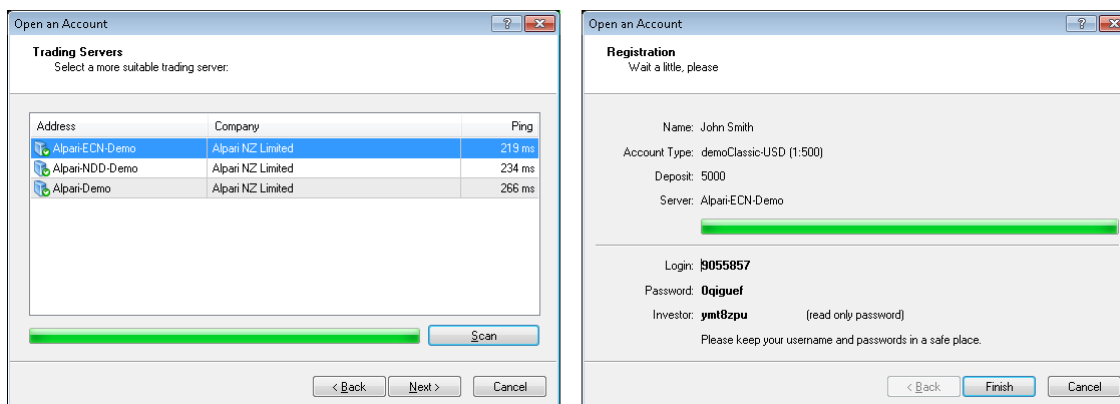 Open an Account
Trading Servers
Select a more suitable trading server:
Address Company Ping
Alpari-ECN-Demo Alpari NZ Limited 219 ms
Alpari-NDD-Demo Alpari NZ Limited 234 ms
Alpari-Demo Alpari NZ Limited 266 ms
Scan
< Back Next > Cancel
Open an Account
Registration
Wait a little, please
Name: John Smith
Account Type: demoClassic-USD (1:500)
Deposit: 5000
Server: Alpari-ECN-Demo
Login: 9055857
Password: 0qiguef
Investor: ymt8zpu (read only password)
Please keep your username and passwords in a safe place.
< Back Finish Cancel